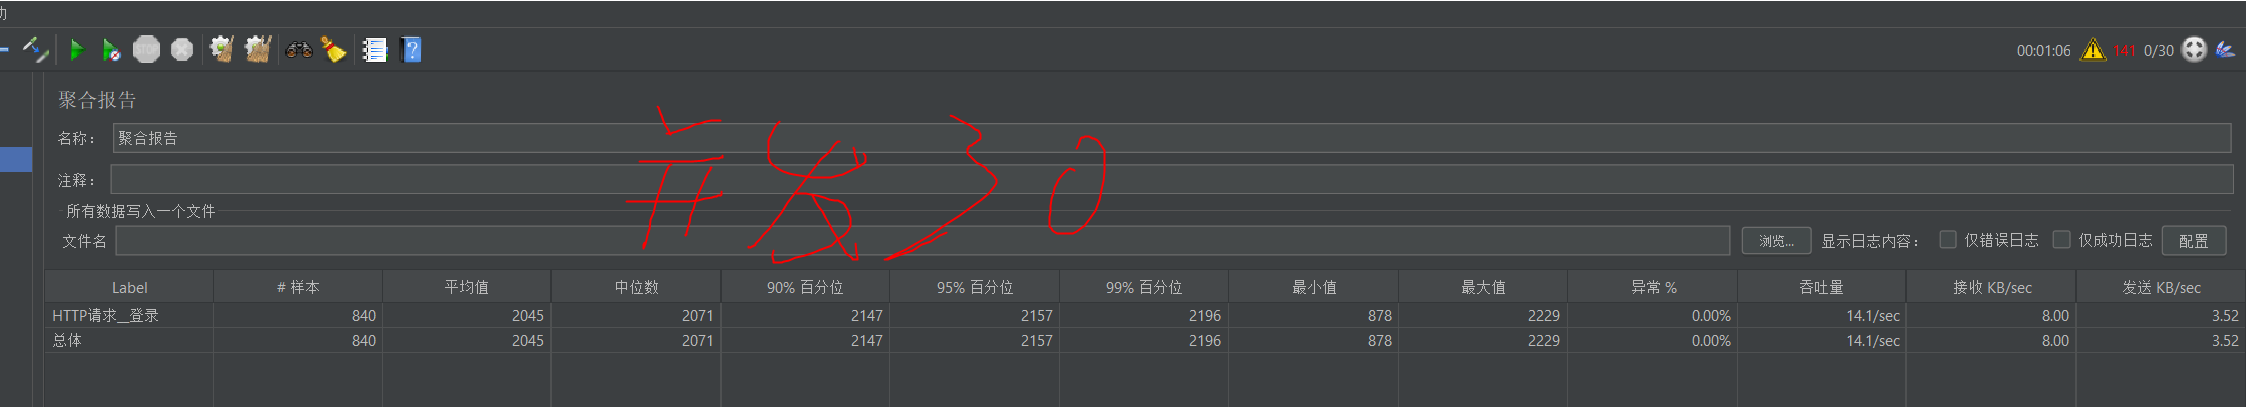 动
00:01:06 141 0/30
聚合报告
名称： 聚合报告
并发30
注释：
所有数据写入一个文件
文件名 浏览... 显示日志内容： 仅错误日志 仅成功日志 配置
Label # 样本 平均值 中位数 90% 百分位 95% 百分位 99% 百分位 最小值 最大值 异常 % 吞吐量 接收 KB/sec 发送 KB/sec
HTTP请求__登录 840 2045 2071 2147 2157 2196 878 2229 0.00% 14.1/sec 8.00 3.52
总体 840 2045 2071 2147 2157 2196 878 2229 0.00% 14.1/sec 8.00 3.52